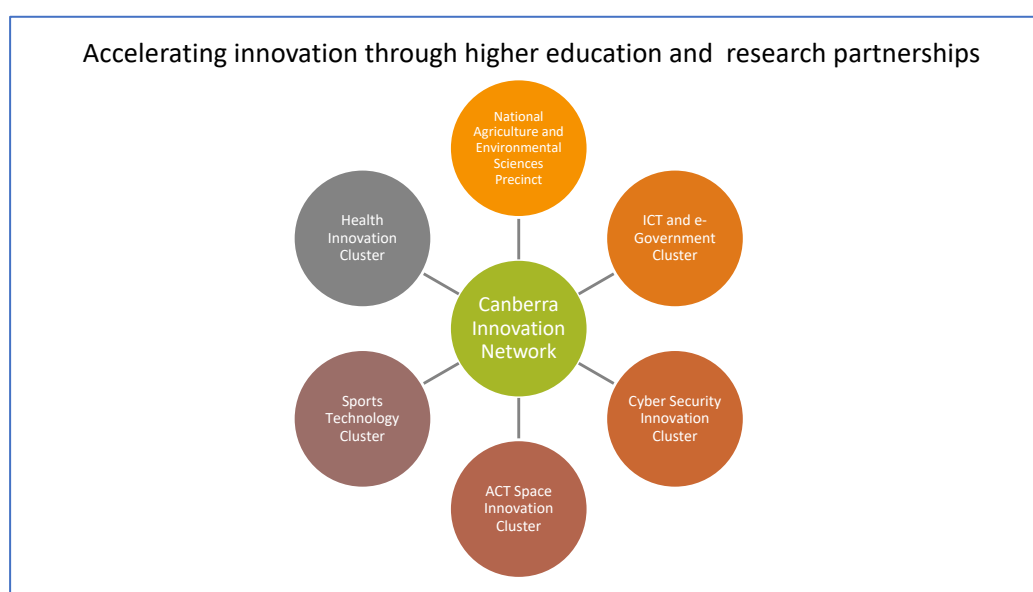 Accelerating innovation through higher education and  research partnerships
National
Agriculture and
Environmental
Sciences
Precinct
ICT and e-
Government
Cluster
Cyber Security
Innovation
Cluster
ACT Space
Innovation
Cluster
Sports
Technology
Cluster
Health
Innovation
Cluster
Canberra
Innovation
Network